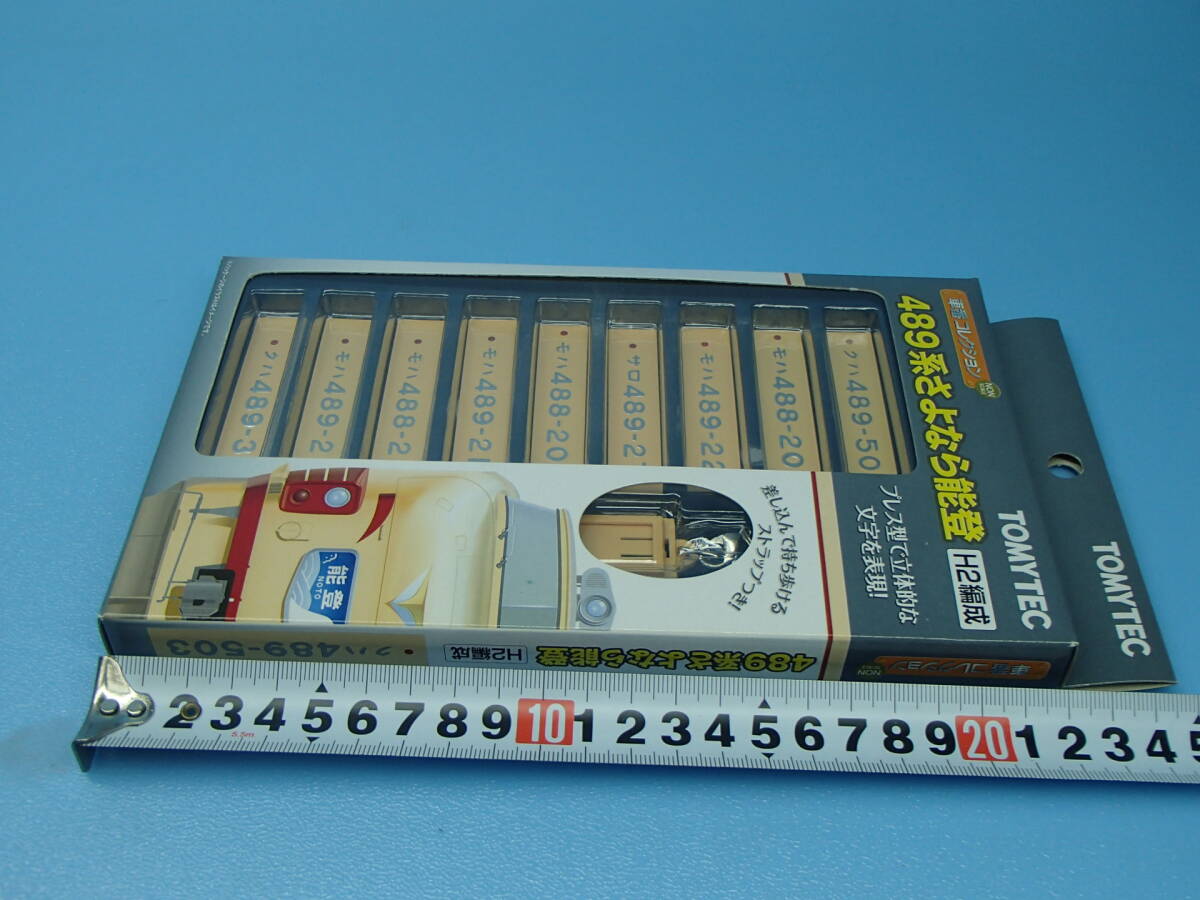 TOMYTEC
TOMYTEC
車番コレクション
NON
489系さよなら能登
H2編成
プレス型で立体的な
文字を表現!
差し込んで持ち歩ける
ストラップつき!
クハ489-3
モハ489-2
モハ488-2
モハ489-2
モハ488-20
サロ489-2
モハ489-22
モハ488-20
クハ489-50
能登
NOTO
クハ489-503
H2編成
489系さよなら能登
NON
車番コレクション
2 3 4 5 6 7 8 9 10 1 2 3 4 5 6 7 8 9 20 1 2 3 4 5
5.5m